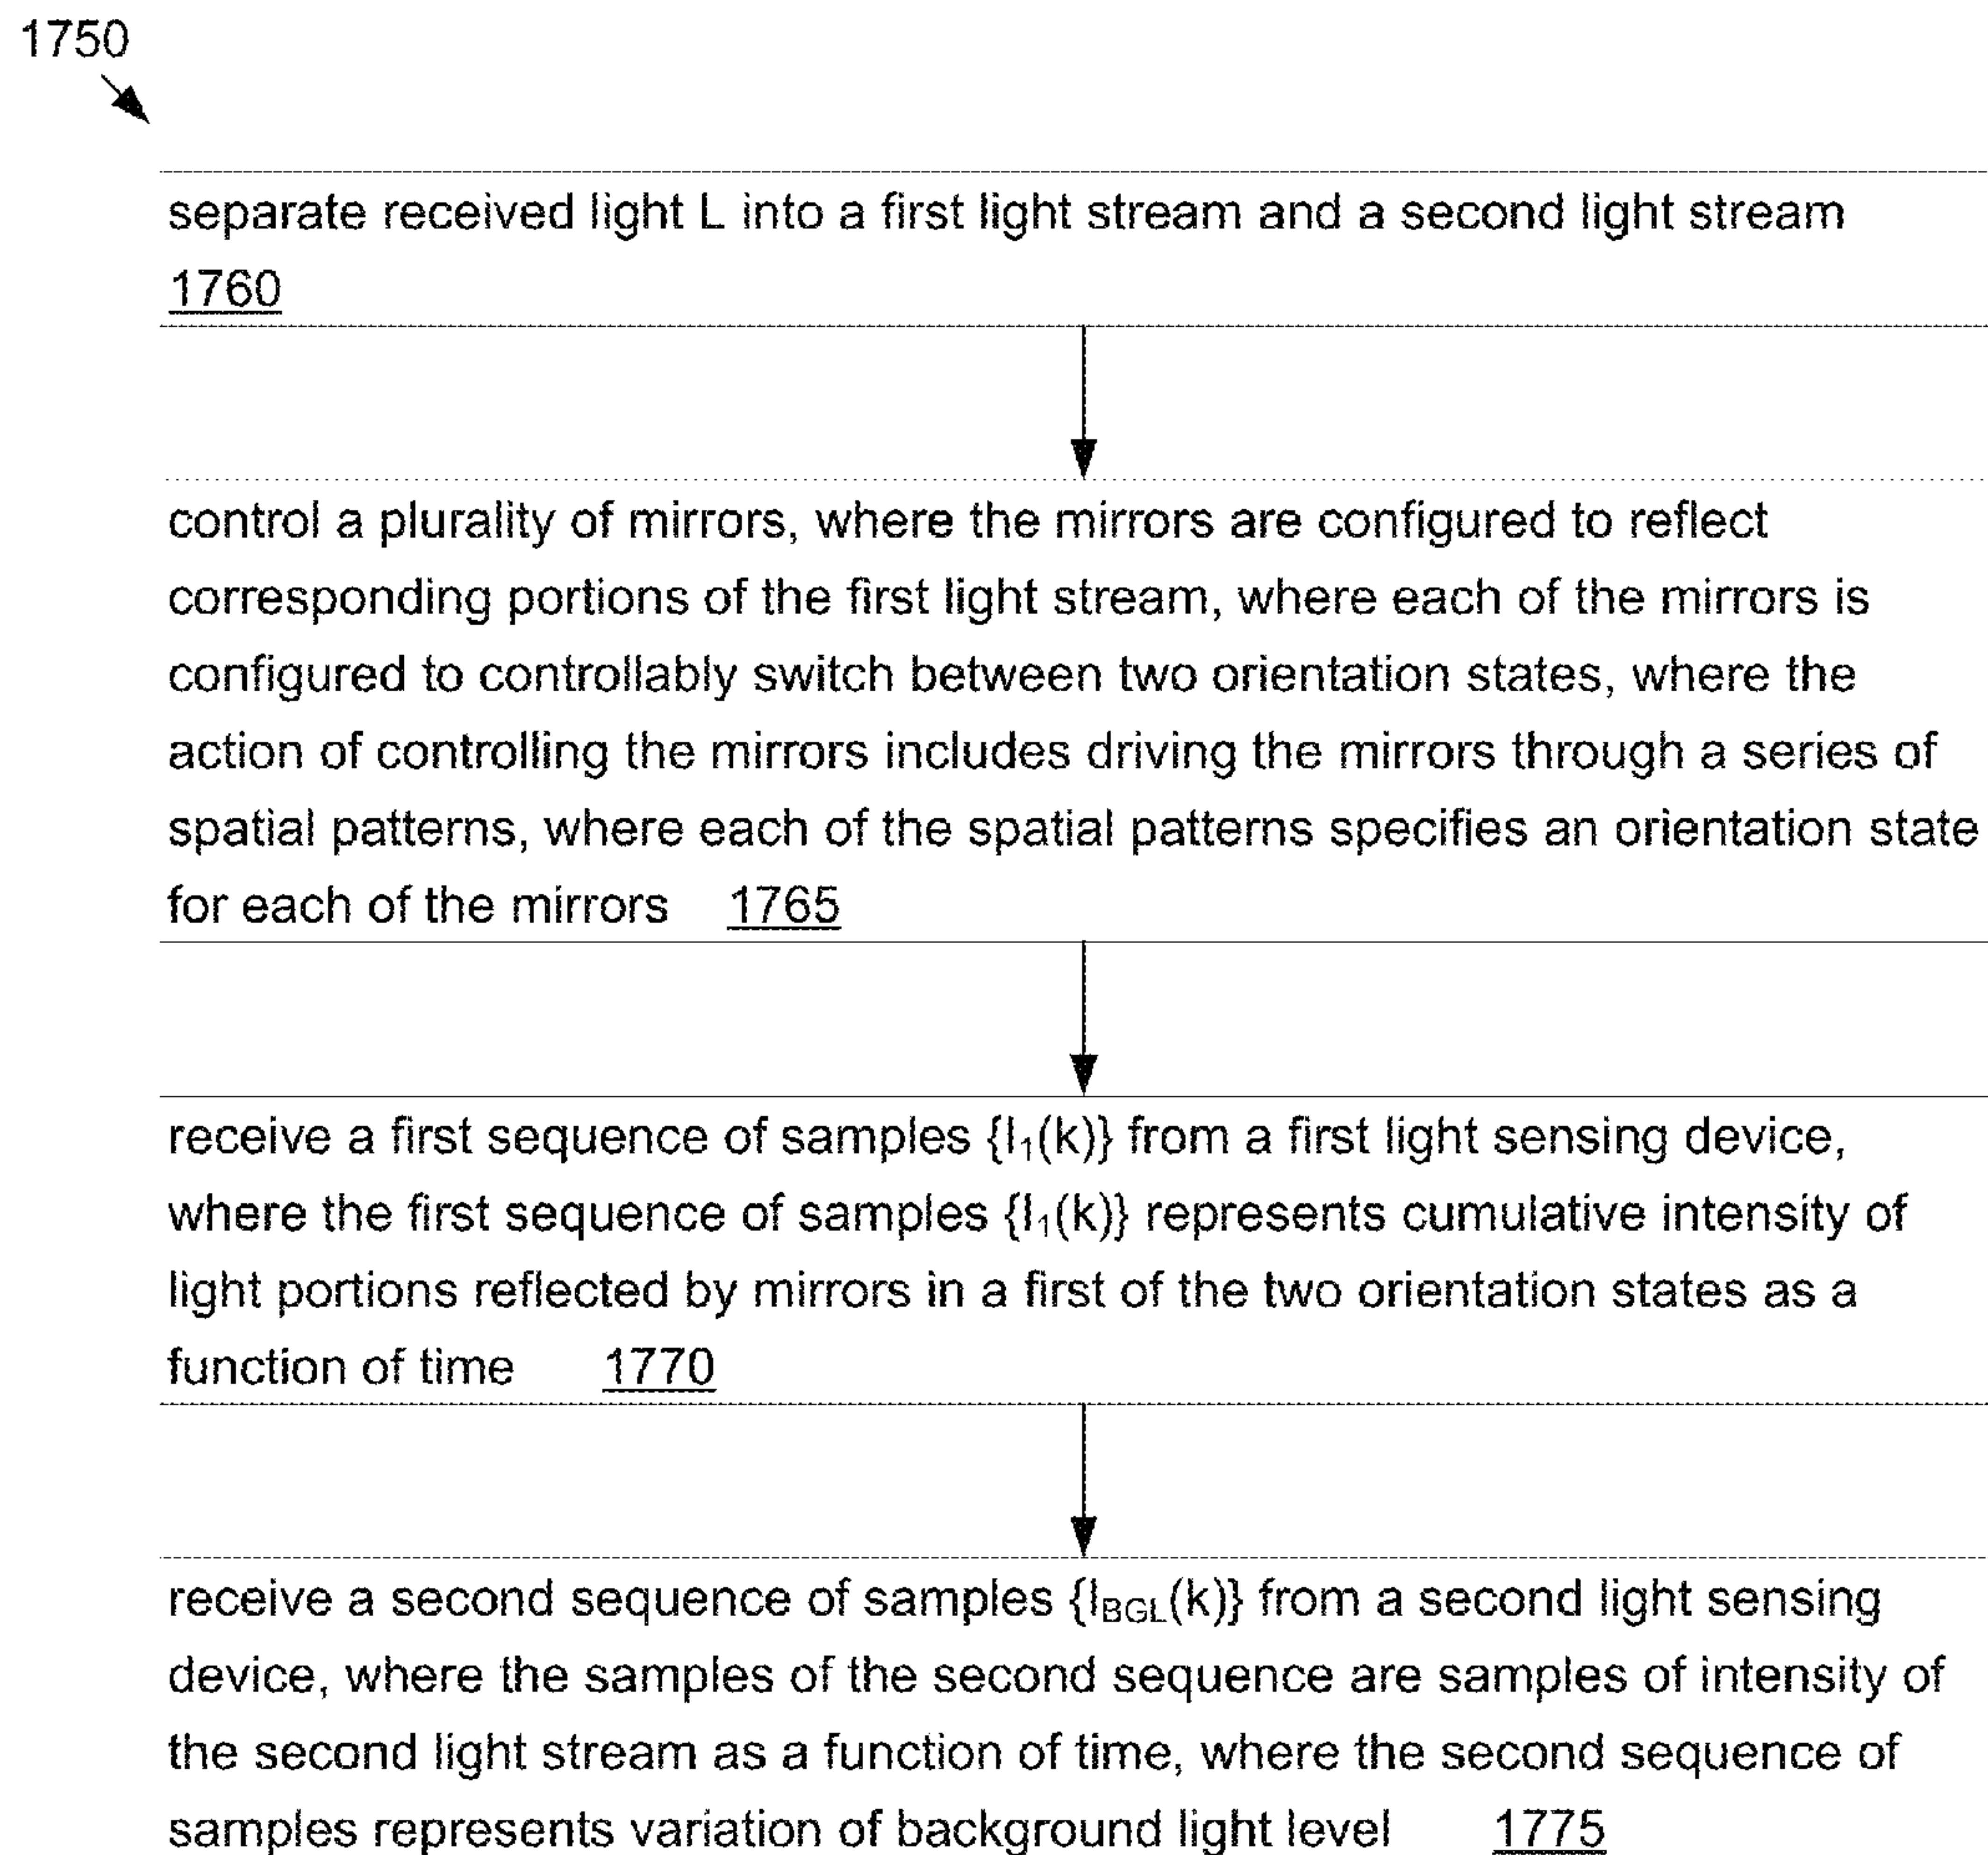 1750
separate received light L into a first light stream and a second light stream
1760
control a plurality of mirrors, where the mirrors are configured to reflect
corresponding portions of the first light stream, where each of the mirrors is
configured to controllably switch between two orientation states, where the
action of controlling the mirrors includes driving the mirrors through a series of
spatial patterns, where each of the spatial patterns specifies an orientation state
for each of the mirrors 1765
receive a first sequence of samples {I₁(k)} from a first light sensing device,
where the first sequence of samples {I₁(k)} represents cumulative intensity of
light portions reflected by mirrors in a first of the two orientation states as a
function of time 1770
receive a second sequence of samples {I_BGL(k)} from a second light sensing
device, where the samples of the second sequence are samples of intensity of
the second light stream as a function of time, where the second sequence of
samples represents variation of background light level 1775